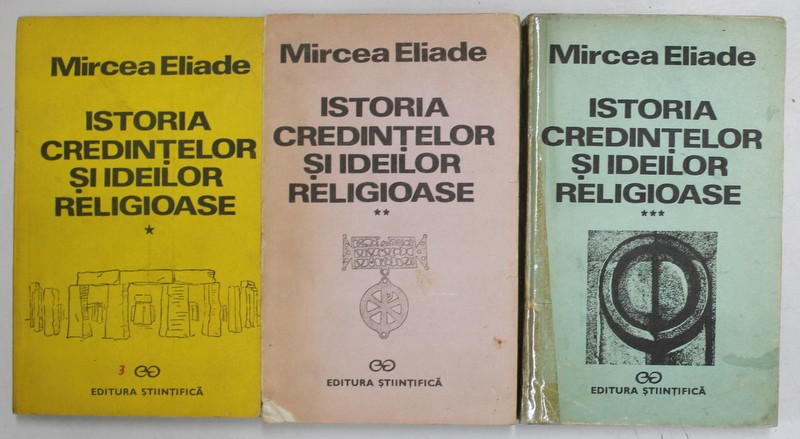 Mircea Eliade
ISTORIA
CREDINȚELOR
ȘI IDEILOR
RELIGIOASE
*
3
EDITURA ȘTIINȚIFICĂ
Mircea Eliade
ISTORIA
CREDINȚELOR
ȘI IDEILOR
RELIGIOASE
**
EDITURA ȘTIINȚIFICĂ
Mircea Eliade
ISTORIA
CREDINȚELOR
ȘI IDEILOR
RELIGIOASE
***
EDITURA ȘTIINȚIFICĂ